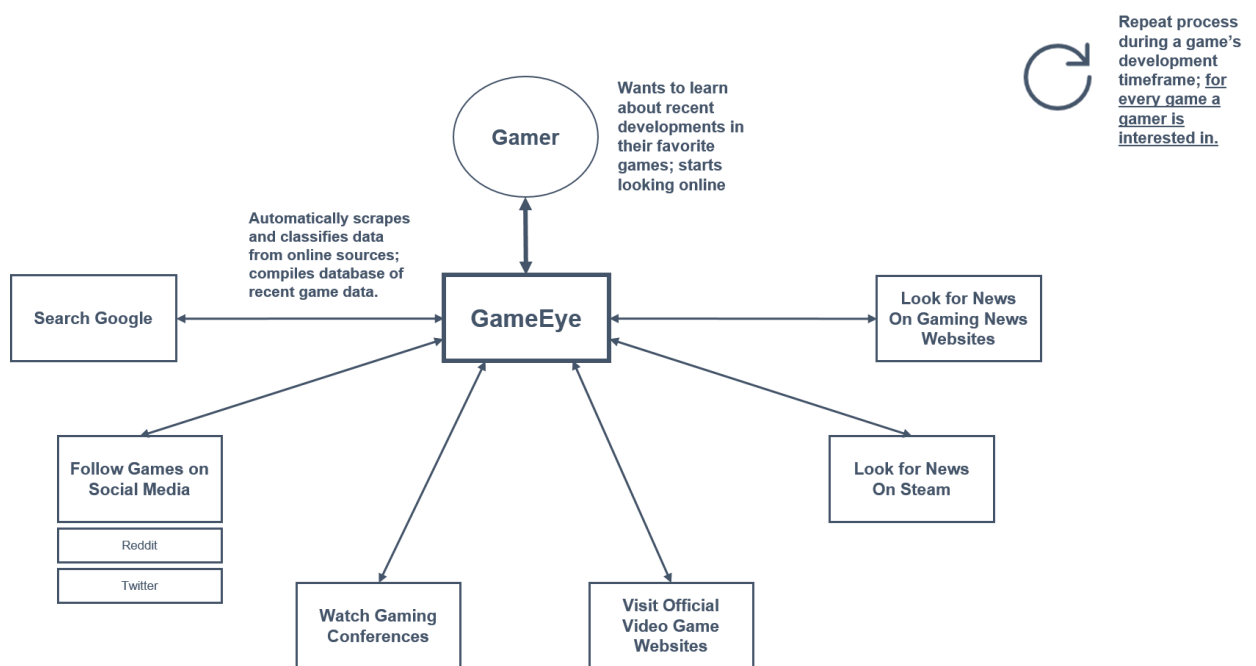 Repeat process
during a game's
development
timeframe; for
every game a
gamer is
interested in.
Gamer
Wants to learn
about recent
developments in
their favorite
games; starts
looking online
Automatically scrapes
and classifies data
from online sources;
compiles database of
recent game data.
Search Google
GameEye
Look for News
On Gaming News
Websites
Follow Games on
Social Media
Reddit
Twitter
Look for News
On Steam
Watch Gaming
Conferences
Visit Official
Video Game
Websites